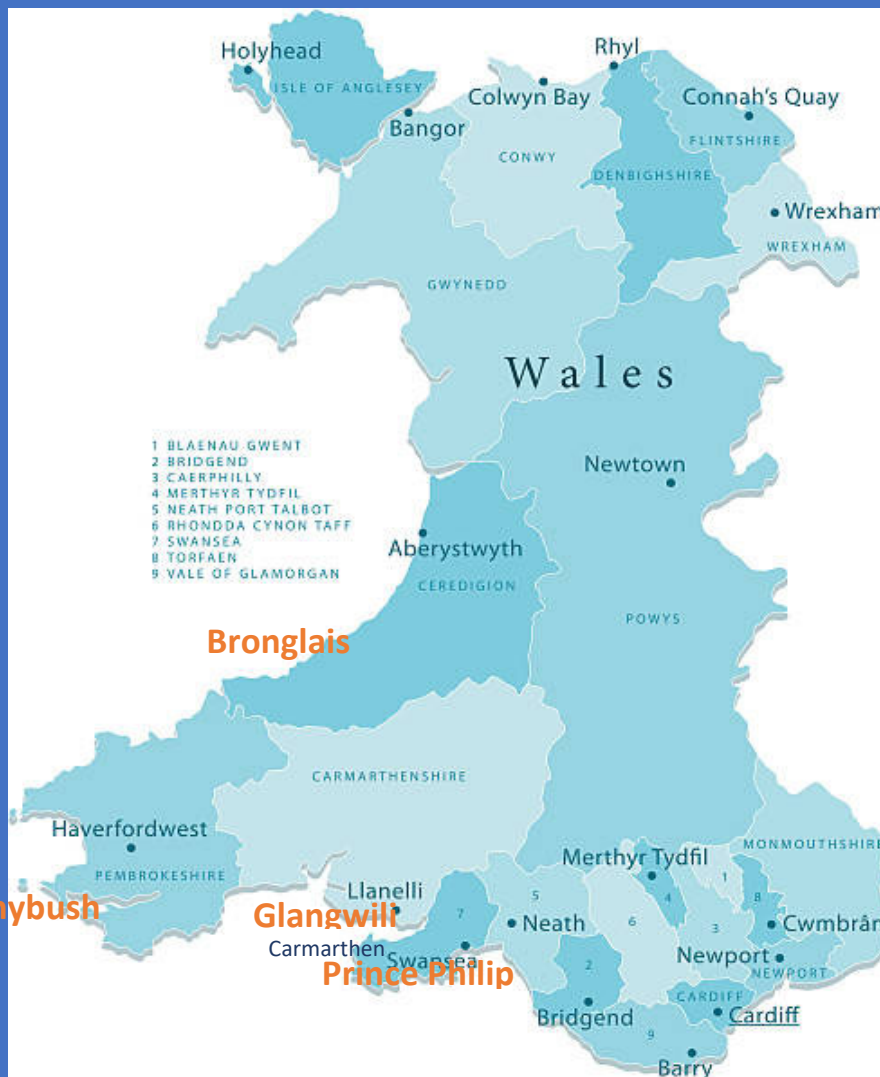 Holyhead
Rhyl
ISLE OF ANGLESEY
Colwyn Bay
Connah's Quay
Bangor
FLINTSHIRE
CONWY
DENBIGHSHIRE
Wrexham
WREXHAM
GWYNEDD
Wales
1 BLAENAU GWENT
2 BRIDGEND
3 CAERPHILLY
4 MERTHYR TYDFIL
5 NEATH PORT TALBOT
6 RHONDDA CYNON TAFF
7 SWANSEA
8 TORFAEN
9 VALE OF GLAMORGAN
Newtown
Aberystwyth
CEREDIGION
POWYS
Bronglais
CARMARTHENSHIRE
Haverfordwest
MONMOUTHSHIRE
Merthyr Tydfil
PEMBROKESHIRE
1
Llanelli
5
8
4
nybush
Glangwili
7
Neath
6
3
Cwmbrân
Carmarthen
Swansea
Newport
2
NEWPORT
Prince Philip
CARDIFF
Bridgend
Cardiff
9
Barry